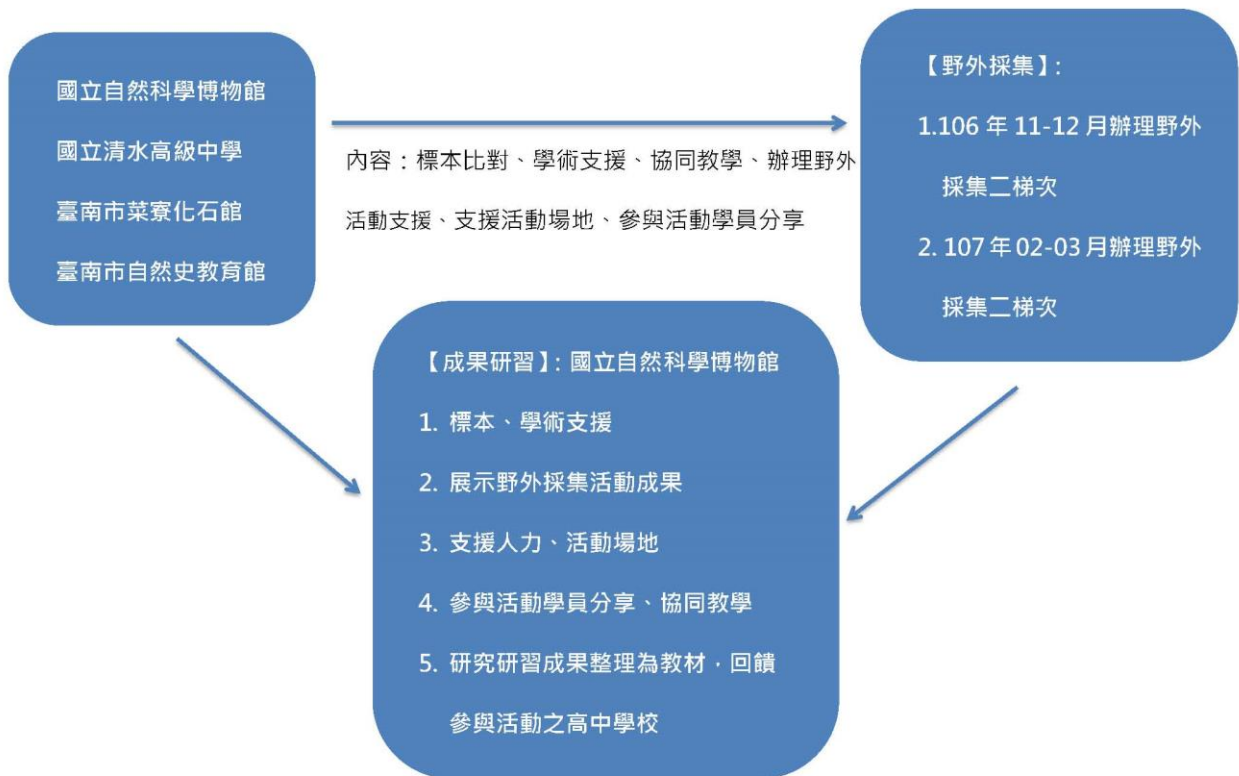 國立自然科學博物館
國立清水高級中學
臺南市菜寮化石館
臺南市自然史教育館
內容：標本比對、學術支援、協同教學、辦理野外
活動支援、支援活動場地、參與活動學員分享
【野外採集】：
1.106 年 11-12 月辦理野外
採集二梯次
2. 107 年 02-03 月辦理野外
採集二梯次
【成果研習】：國立自然科學博物館
1. 標本、學術支援
2. 展示野外採集活動成果
3. 支援人力、活動場地
4. 參與活動學員分享、協同教學
5. 研究研習成果整理為教材，回饋
參與活動之高中學校